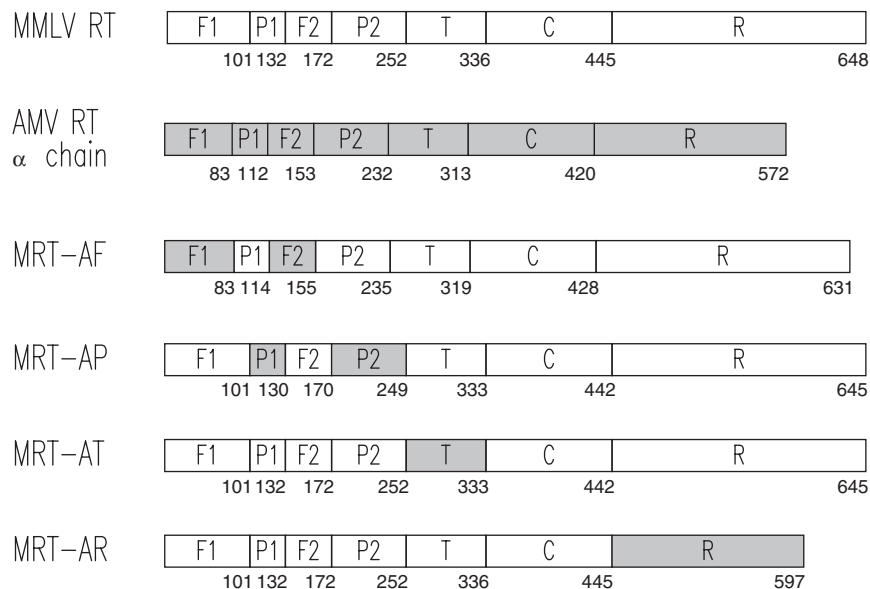 MMLV RT F1 P1 F2 P2 T C R
101 132 172 252 336 445 648
AMV RT
α chain F1 P1 F2 P2 T C R
83 112 153 232 313 420 572
MRT-AF F1 P1 F2 P2 T C R
83 114 155 235 319 428 631
MRT-AP F1 P1 F2 P2 T C R
101 130 170 249 333 442 645
MRT-AT F1 P1 F2 P2 T C R
101 132 172 252 333 442 645
MRT-AR F1 P1 F2 P2 T C R
101 132 172 252 336 445 597